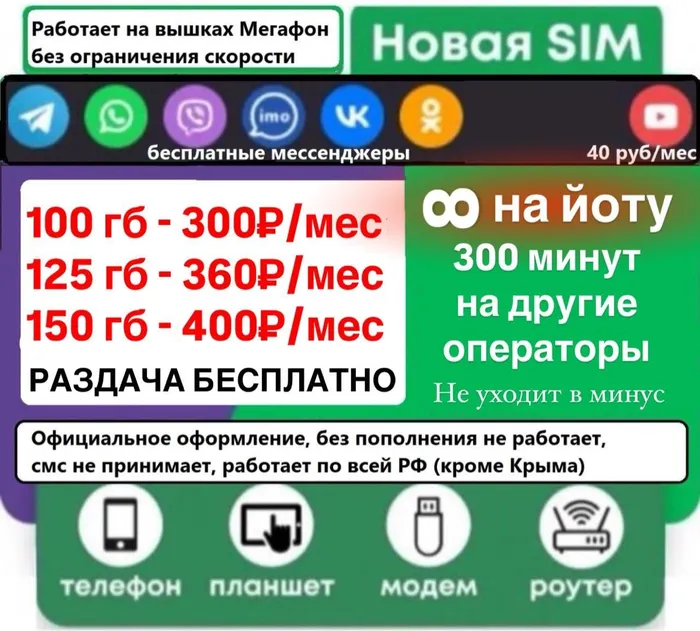 Работает на вышках Мегафон
без ограничения скорости
Новая SIM
imo
VK
бесплатные мессенджеры
40 руб/мес
100 гб - 300₽/мес
125 гб - 360₽/мес
150 гб - 400₽/мес
РАЗДАЧА БЕСПЛАТНО
∞ на йоту
300 минут
на другие
операторы
Не уходит в минус
Официальное оформление, без пополнения не работает,
смс не принимает, работает по всей РФ (кроме Крыма)
телефон
планшет
модем
роутер